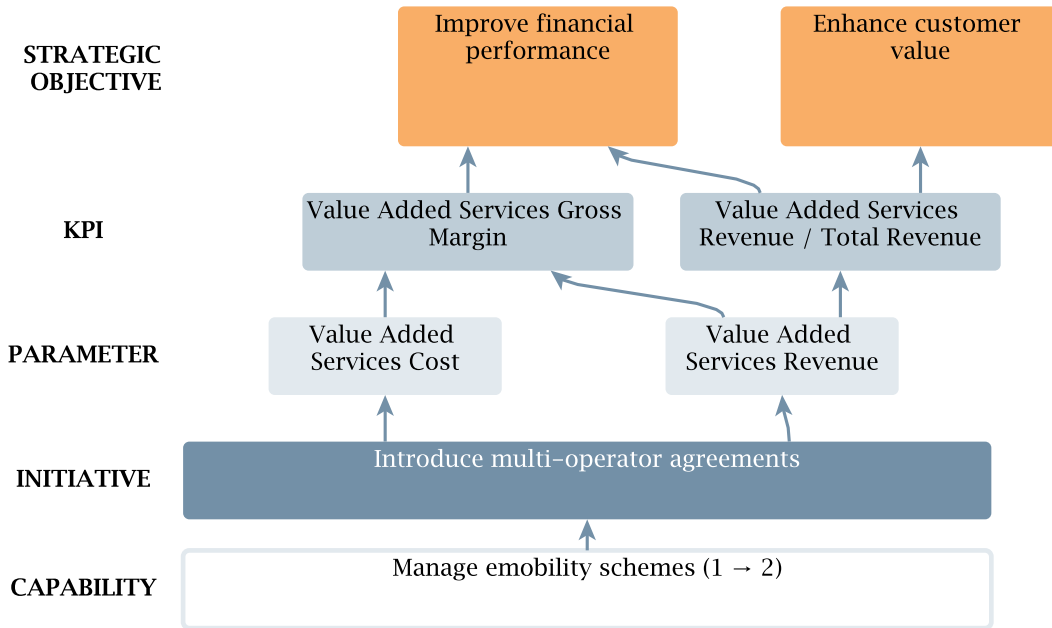 STRATEGIC
OBJECTIVE
Improve financial
performance
Enhance customer
value
KPI
Value Added Services Gross
Margin
Value Added Services
Revenue / Total Revenue
PARAMETER
Value Added
Services Cost
Value Added
Services Revenue
INITIATIVE
Introduce mult-operator agreements
CAPABILITY
Manage emobility schemes (1 → 2)